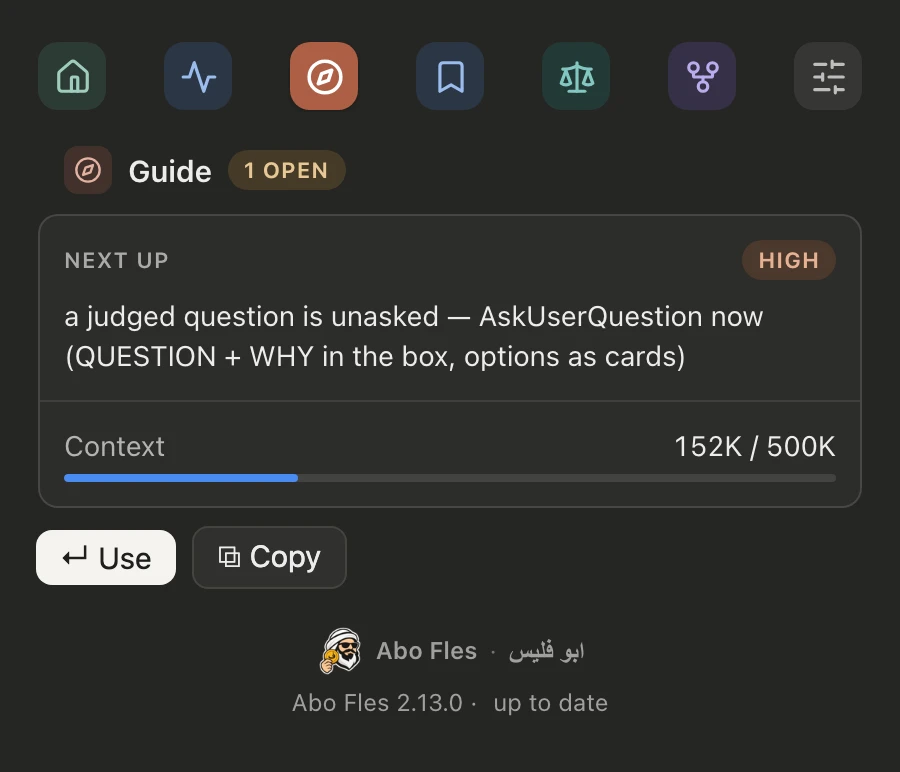 Guide
1 OPEN
NEXT UP
HIGH
a judged question is unasked — AskUserQuestion now
(QUESTION + WHY in the box, options as cards)
Context
152K / 500K
Use
Copy
Abo Fles · ابو فليس
Abo Fles 2.13.0 · up to date